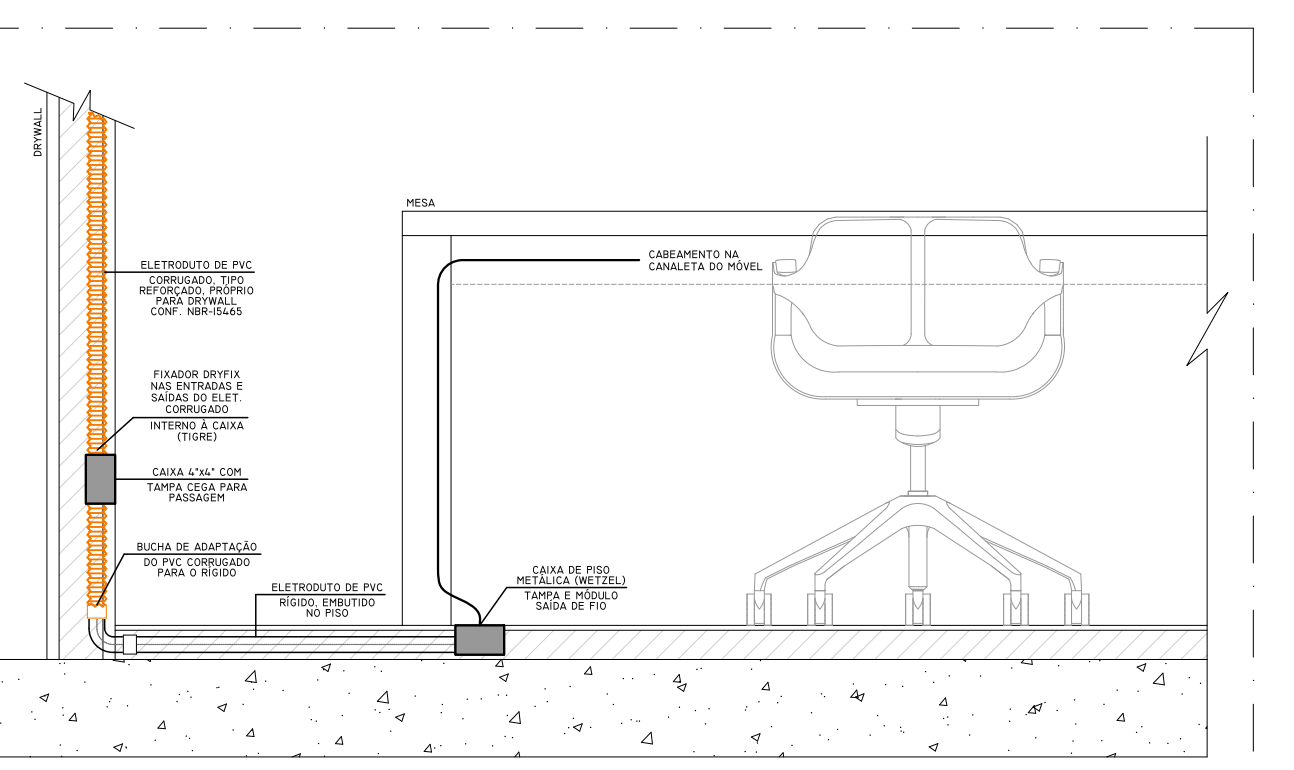 DRYWALL
MESA
CABEAMENTO NA
CANALETA DO MÓVEL
ELETRODUTO DE PVC
CORRUGADO, TIPO
REFORÇADO, PRÓPRIO
PARA DRYWALL
CONF. NBR-15465
FIXADOR DRYFIX
NAS ENTRADAS E
SAÍDAS DO ELET.
CORRUGADO
INTERNO À CAIXA
(TIGRE)
CAIXA 4"x4" COM
TAMPA CEGA PARA
PASSAGEM
BUCHA DE ADAPTAÇÃO
DO PVC CORRUGADO
PARA O RÍGIDO
ELETRODUTO DE PVC
RÍGIDO, EMBUTIDO
NO PISO
CAIXA DE PISO
METÁLICA (WETZEL)
TAMPA E MÓDULO
SAÍDA DE FIO